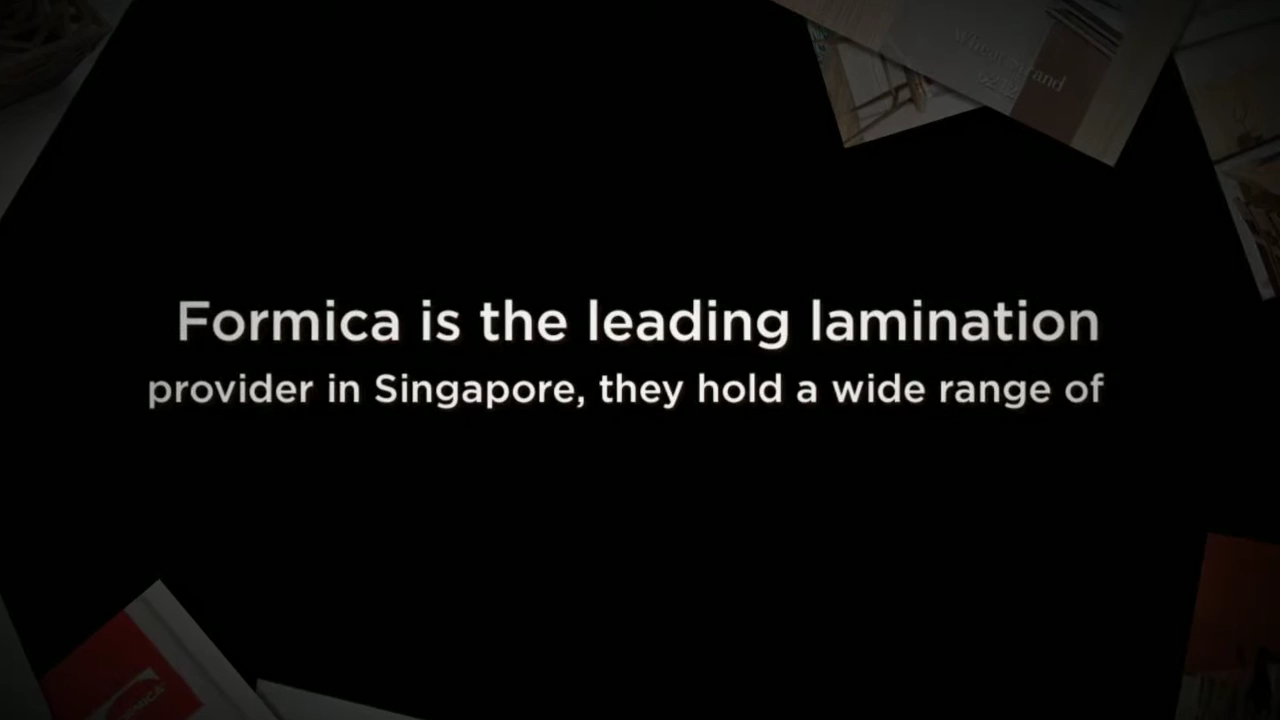 Formica is the leading lamination
provider in Singapore, they hold a wide range of